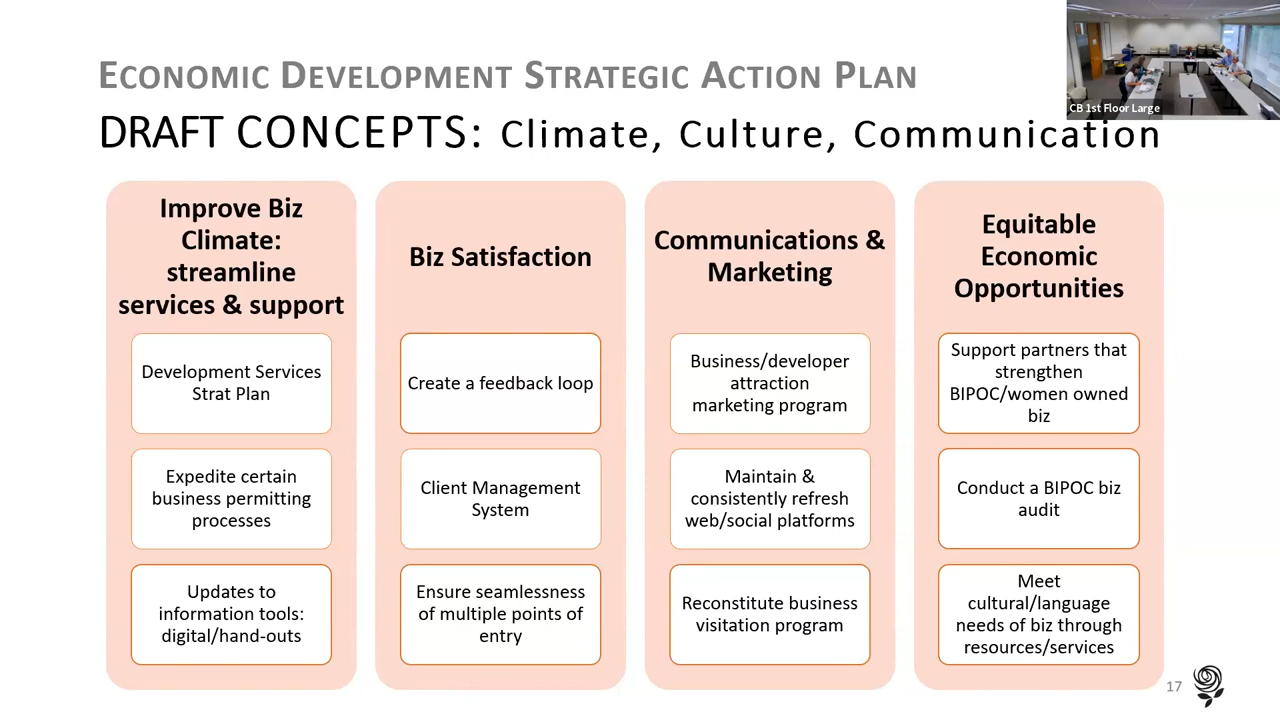 ECONOMIC DEVELOPMENT STRATEGIC ACTION PLAN
CB 1st Floor Large
DRAFT CONCEPTS: Climate, Culture, Communication
Improve Biz
Climate:
streamline
services & support
Development Services
Strat Plan
Expedite certain
business permitting
processes
Updates to
information tools:
digital/hand-outs
Biz Satisfaction
Create a feedback loop
Client Management
System
Ensure seamlessness
of multiple points of
entry
Communications &
Marketing
Business/developer
attraction
marketing program
Maintain &
consistently refresh
web/social platforms
Reconstitute business
visitation program
Equitable
Economic
Opportunities
Support partners that
strengthen
BIPOC/women owned
biz
Conduct a BIPOC biz
audit
Meet
cultural/language
needs of biz through
resources/services
17